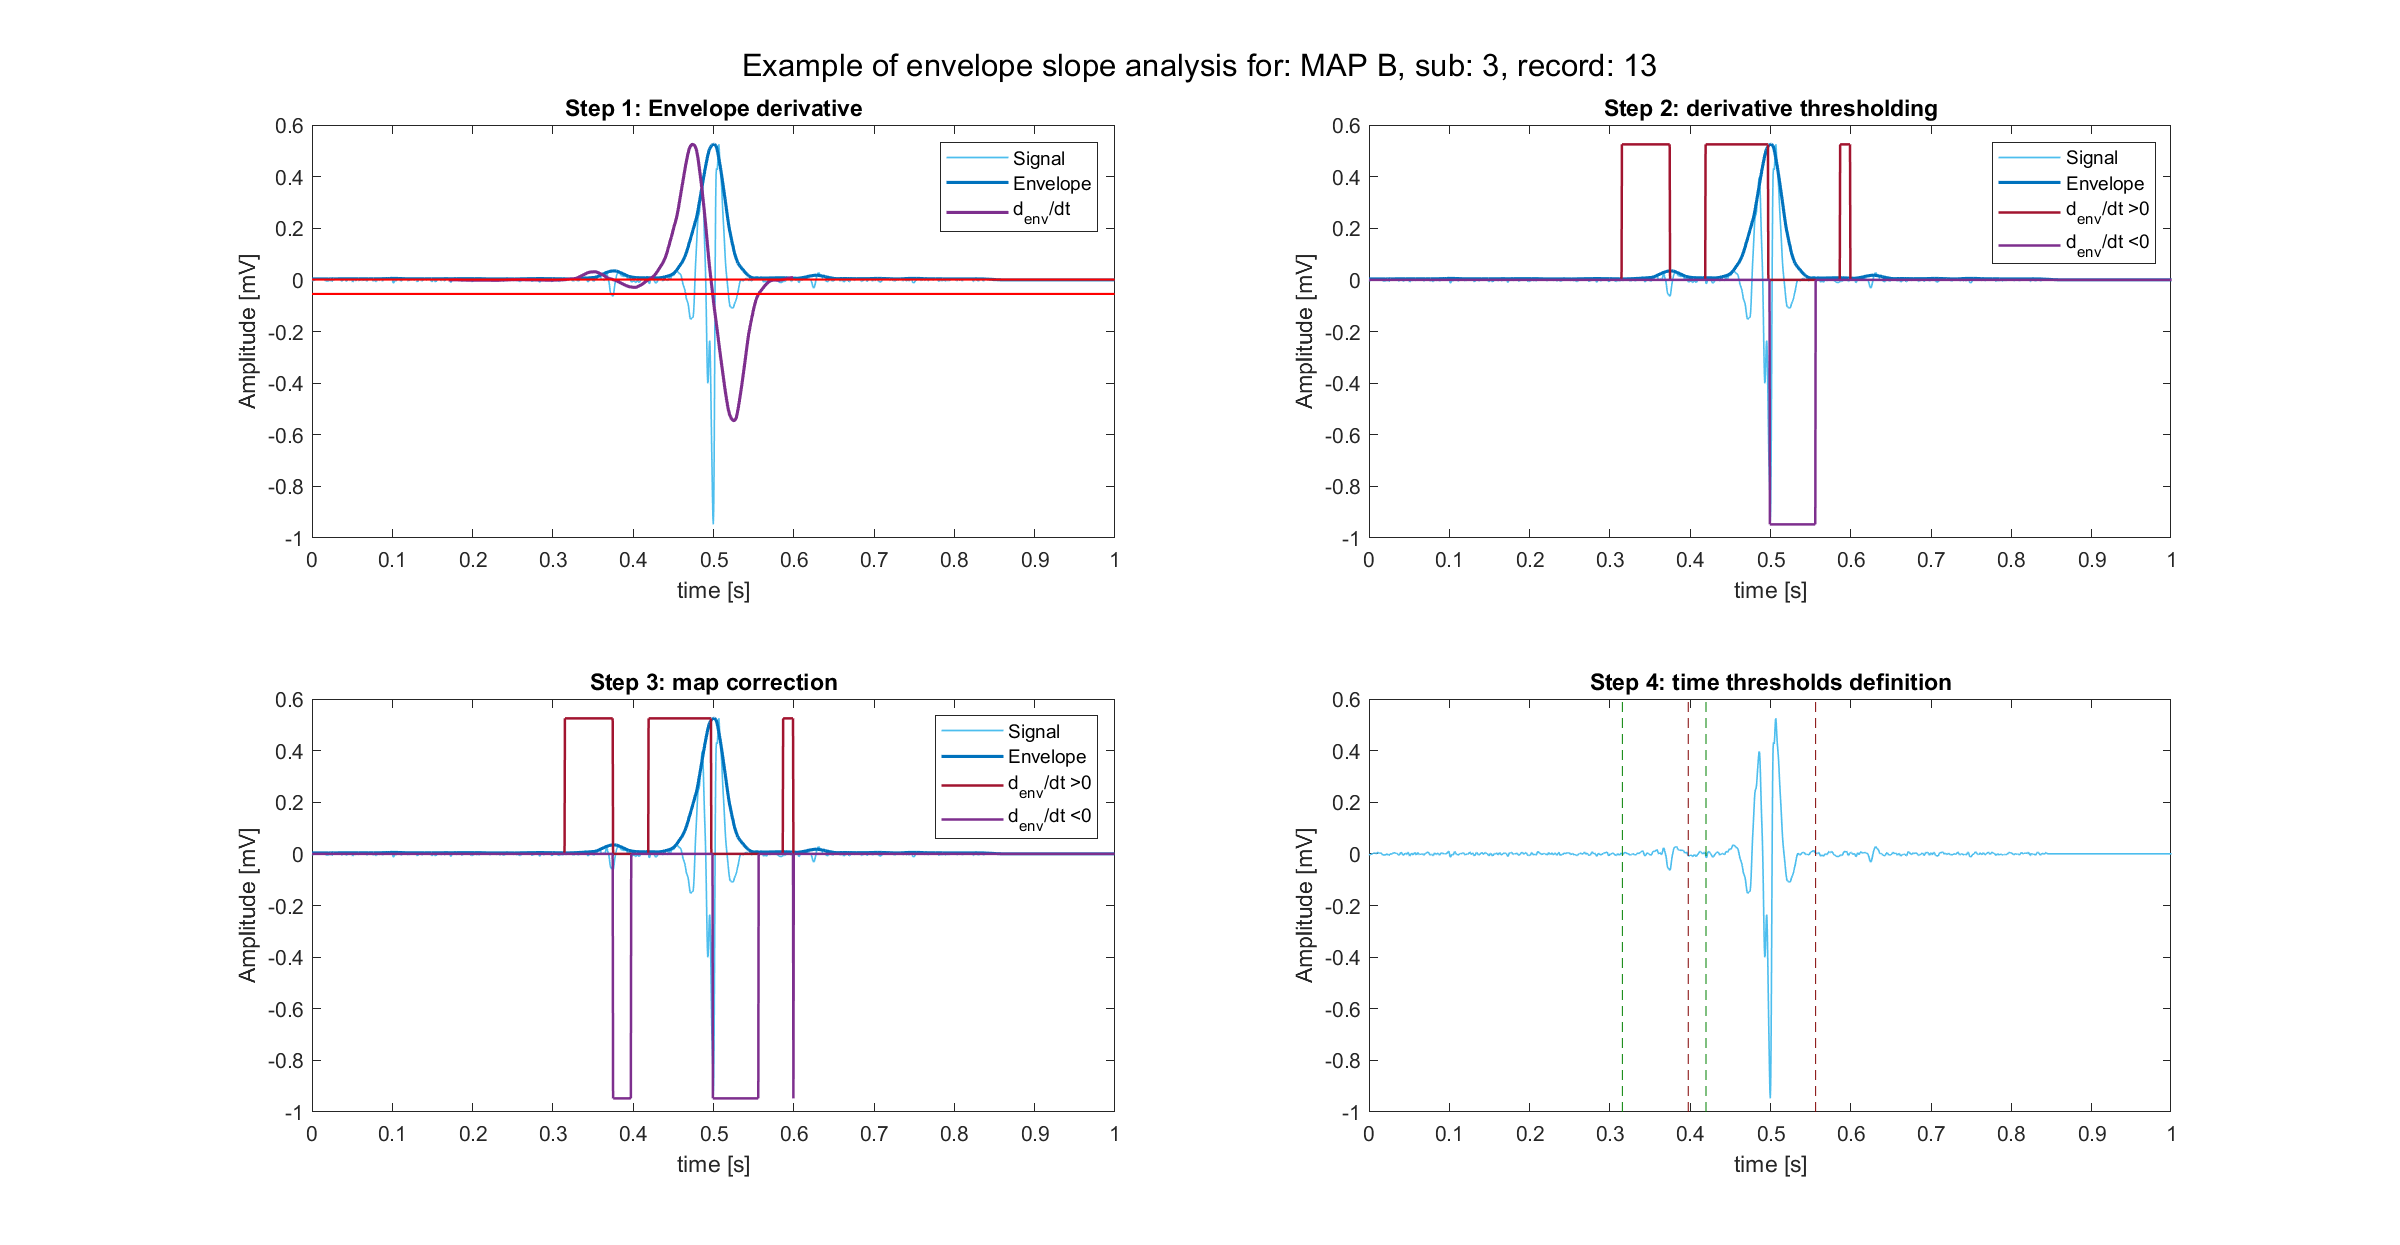 Example of envelope slope analysis for: MAP B, sub: 3, record: 13
Step 1: Envelope derivative
0.6
0.4
0.2
0
-0.2
-0.4
-0.6
-0.8
-1
Amplitude [mV]
0 0.1 0.2 0.3 0.4 0.5 0.6 0.7 0.8 0.9 1
time [s]
Signal
Envelope
d_env/dt
Step 2: derivative thresholding
0.6
0.4
0.2
0
-0.2
-0.4
-0.6
-0.8
-1
Amplitude [mV]
0 0.1 0.2 0.3 0.4 0.5 0.6 0.7 0.8 0.9 1
time [s]
Signal
Envelope
d_env/dt >0
d_env/dt <0
Step 3: map correction
0.6
0.4
0.2
0
-0.2
-0.4
-0.6
-0.8
-1
Amplitude [mV]
0 0.1 0.2 0.3 0.4 0.5 0.6 0.7 0.8 0.9 1
time [s]
Signal
Envelope
d_env/dt >0
d_env/dt <0
Step 4: time thresholds definition
0.6
0.4
0.2
0
-0.2
-0.4
-0.6
-0.8
-1
Amplitude [mV]
0 0.1 0.2 0.3 0.4 0.5 0.6 0.7 0.8 0.9 1
time [s]